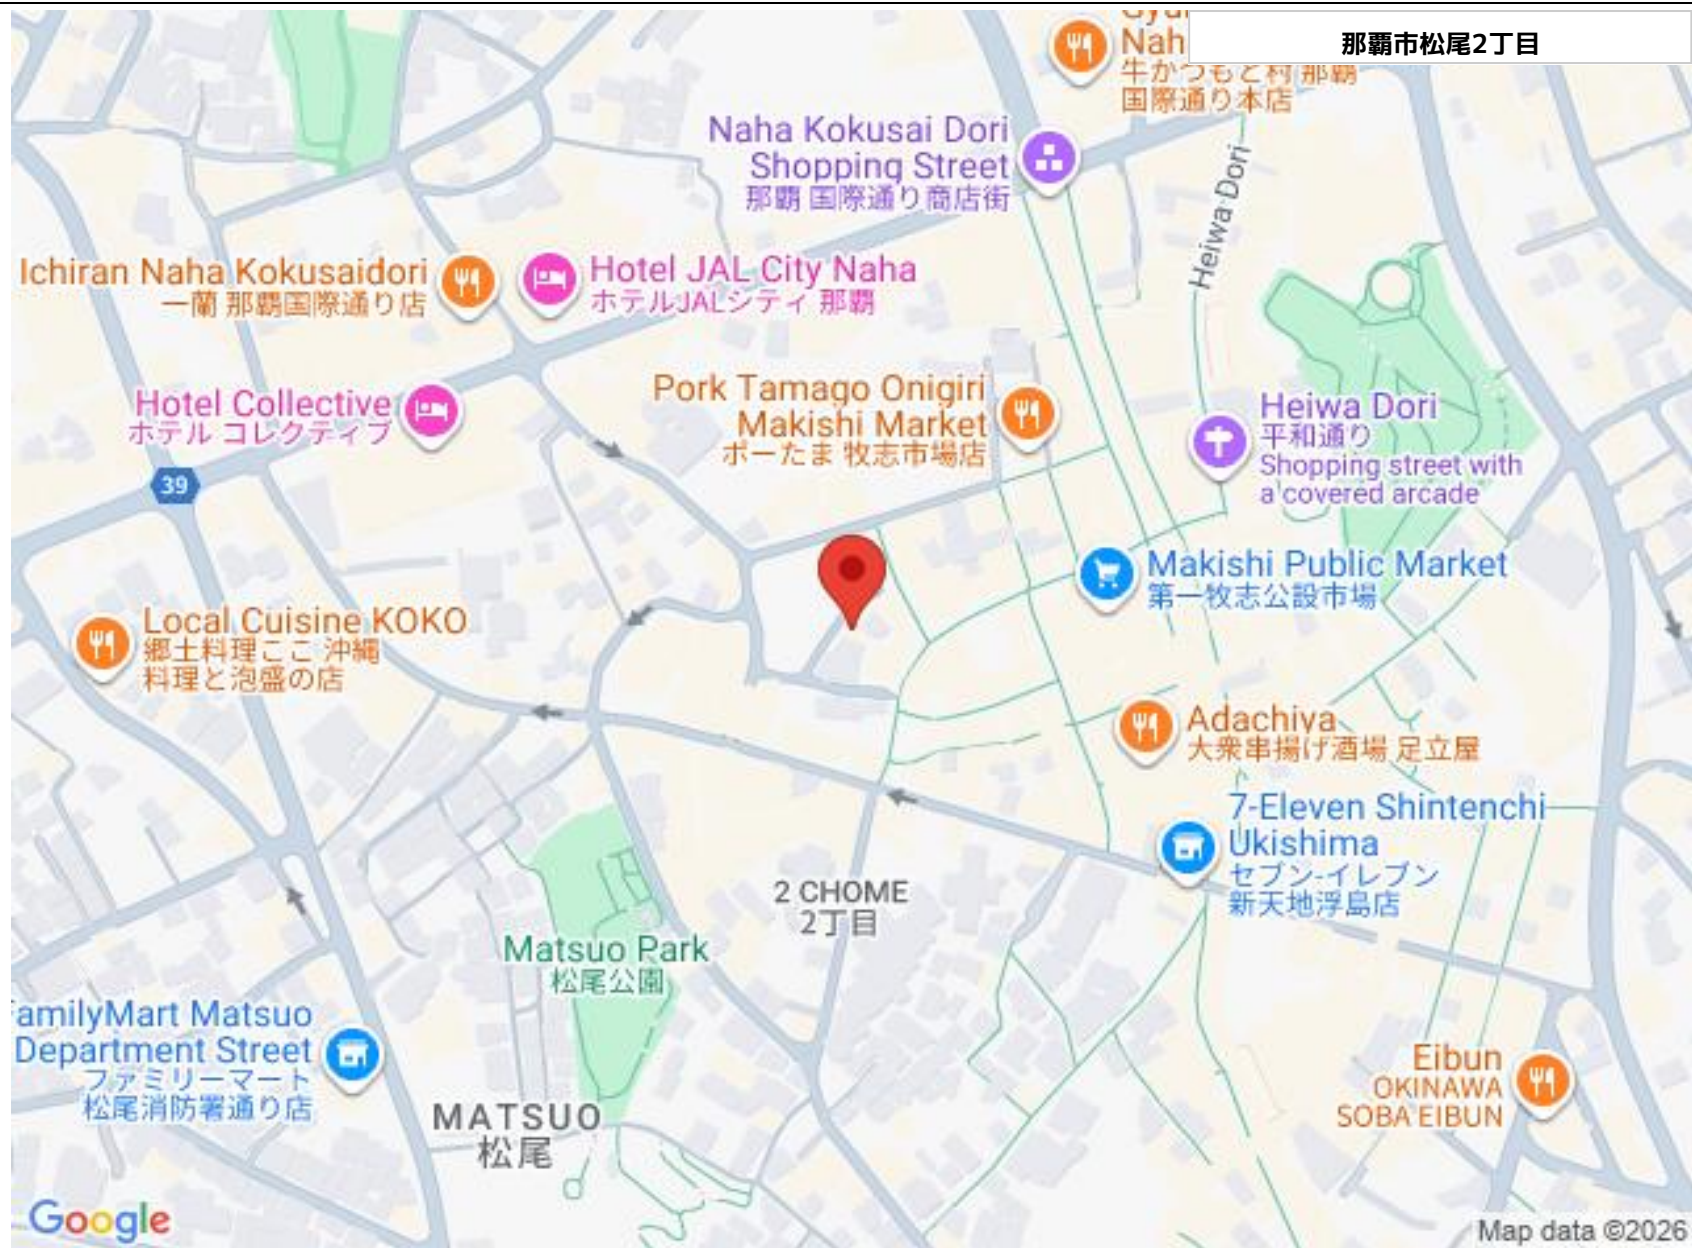 那覇市松尾2丁目
牛かつもと村 那覇
国際通り本店
Naha Kokusai Dori
Shopping Street
那覇 国際通り商店街
Heiwa Dori
Ichiran Naha Kokusaidori
一蘭 那覇国際通り店
Hotel JAL City Naha
ホテルJALシティ 那覇
Hotel Collective
ホテル コレクティブ
Pork Tamago Onigiri
Makishi Market
ポーたま 牧志市場店
Heiwa Dori
平和通り
Shopping street with
a covered arcade
39
Makishi Public Market
第一牧志公設市場
Local Cuisine KOKO
郷土料理ここ 沖縄
料理と泡盛の店
Adachiya
大衆串揚げ酒場 足立屋
7-Eleven Shintenchi
Ukishima
セブン-イレブン
新天地浮島店
2 CHOME
2丁目
Matsuo Park
松尾公園
amilyMart Matsuo
Department Street
ファミリーマート
松尾消防署通り店
Eibun
OKINAWA
SOBA EIBUN
MATSUO
松尾
Google
Map data ©2026